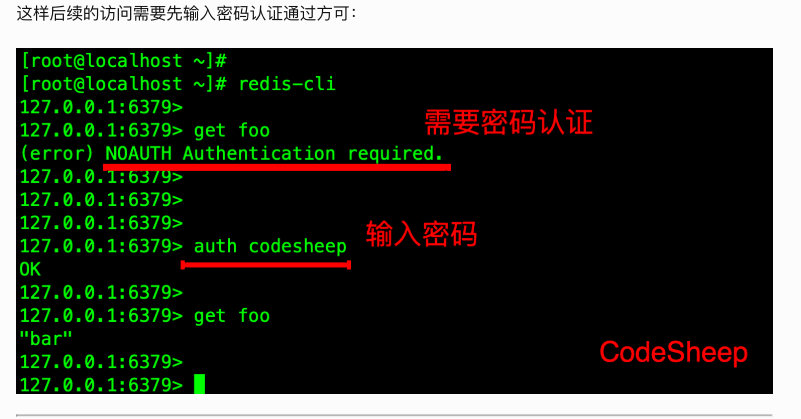 这样后续的访问需要先输入密码认证通过方可：
[root@localhost ~]#
[root@localhost ~]# redis-cli
127.0.0.1:6379>
127.0.0.1:6379> get foo
需要密码认证
(error) NOAUTH Authentication required.
127.0.0.1:6379>
127.0.0.1:6379>
127.0.0.1:6379>
127.0.0.1:6379> auth codesheep
输入密码
OK
127.0.0.1:6379>
127.0.0.1:6379> get foo
"bar"
127.0.0.1:6379>
CodeSheep
127.0.0.1:6379>